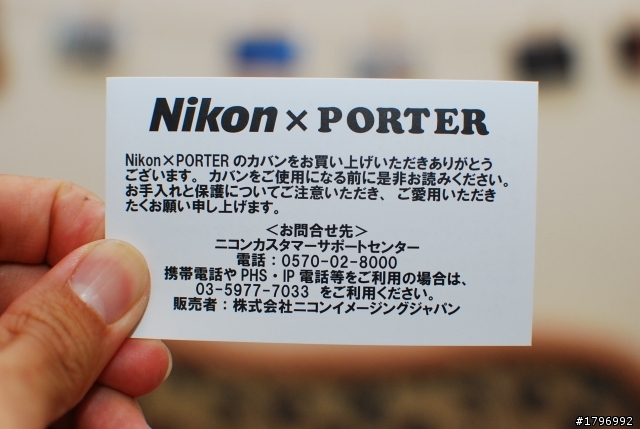 Nikon×PORTER
Nikon×PORTER のカバンをお買い上げいただきありがとう
ございます。カバンをご使用になる前に是非お読みください。
お手入れと保護についてご注意いただき、ご愛用いただき
たくお願い申し上げます。
＜お問合せ先＞
ニコンカスタマーサポートセンター
電話：0570-02-8000
携帯電話や PHS・IP 電話等をご利用の場合は、
03-5977-7033 をご利用ください。
販売者：株式会社ニコンイメージングジャパン
#1796992